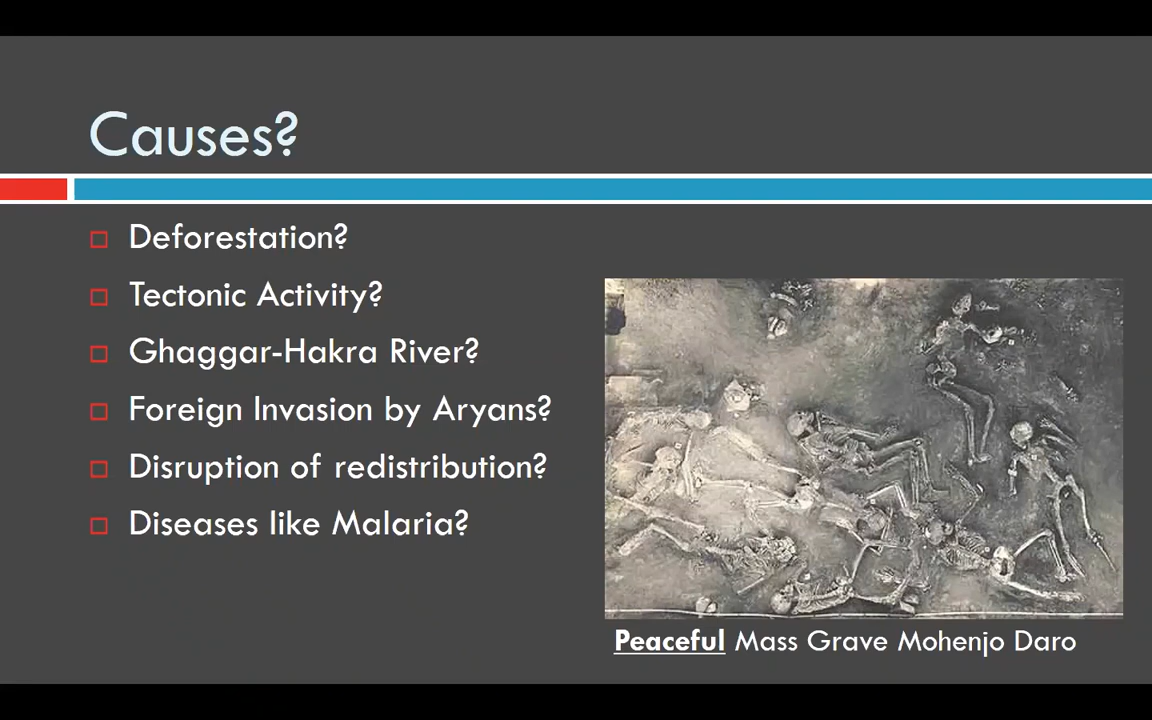 Causes?
Deforestation?
Tectonic Activity?
Ghaggar-Hakra River?
Foreign Invasion by Aryans?
Disruption of redistribution?
Diseases like Malaria?
Peaceful Mass Grave Mohenjo Daro